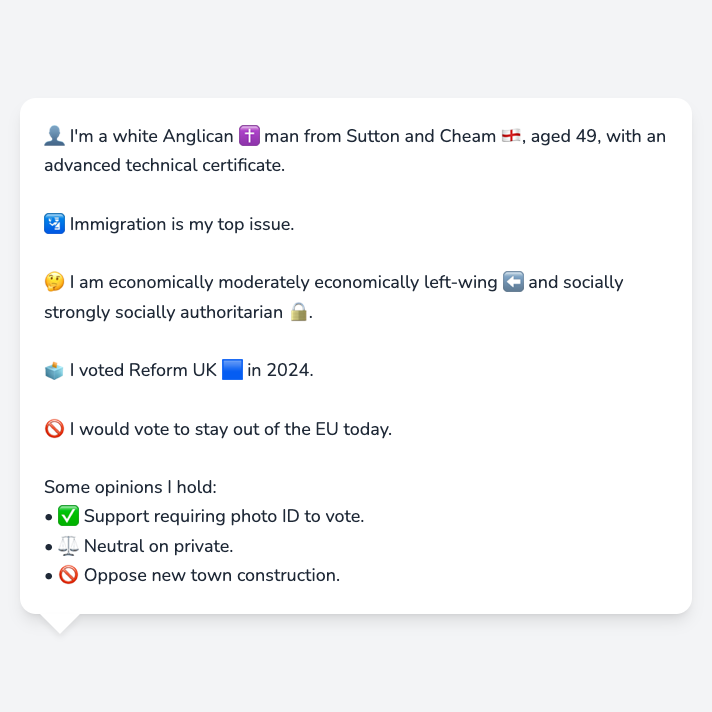 👤 I'm a white Anglican ✝️ man from Sutton and Cheam 🏴󠁧󠁢󠁥󠁮󠁧󠁿, aged 49, with an
advanced technical certificate.
🛂 Immigration is my top issue.
🤔 I am economically moderately economically left-wing ⬅️ and socially
strongly socially authoritarian 🔒.
🗳️ I voted Reform UK 🟦 in 2024.
🚫 I would vote to stay out of the EU today.
Some opinions I hold:
• ✅ Support requiring photo ID to vote.
• ⚖️ Neutral on private.
• 🚫 Oppose new town construction.